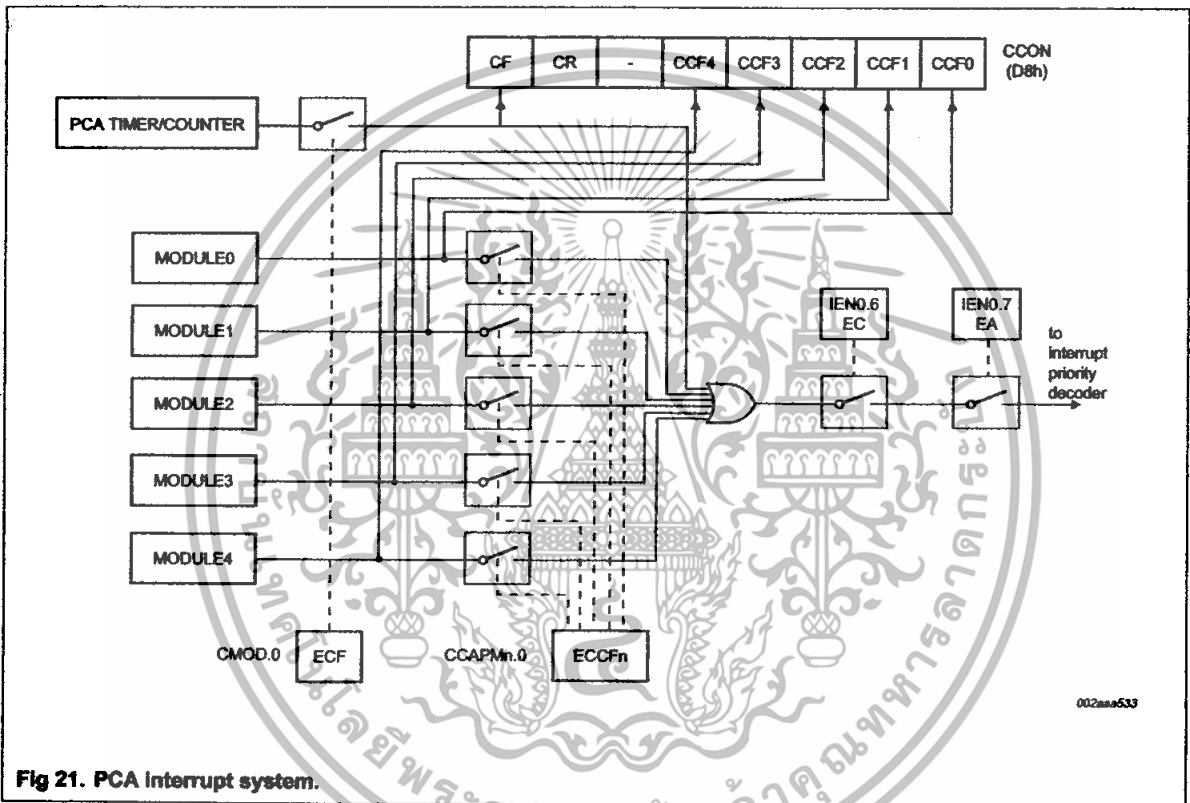 CF CR - CCF4 CCF3 CCF2 CCF1 CCF0
CCON
(D8h)
PCA TIMER/COUNTER
MODULE0
MODULE1
MODULE2
MODULE3
MODULE4
IEN0.6
EC
IEN0.7
EA
to
interrupt
priority
decoder
CMOD.0
ECF
CCAPMn.0
ECCFn
002aaa533
Fig 21. PCA interrupt system.